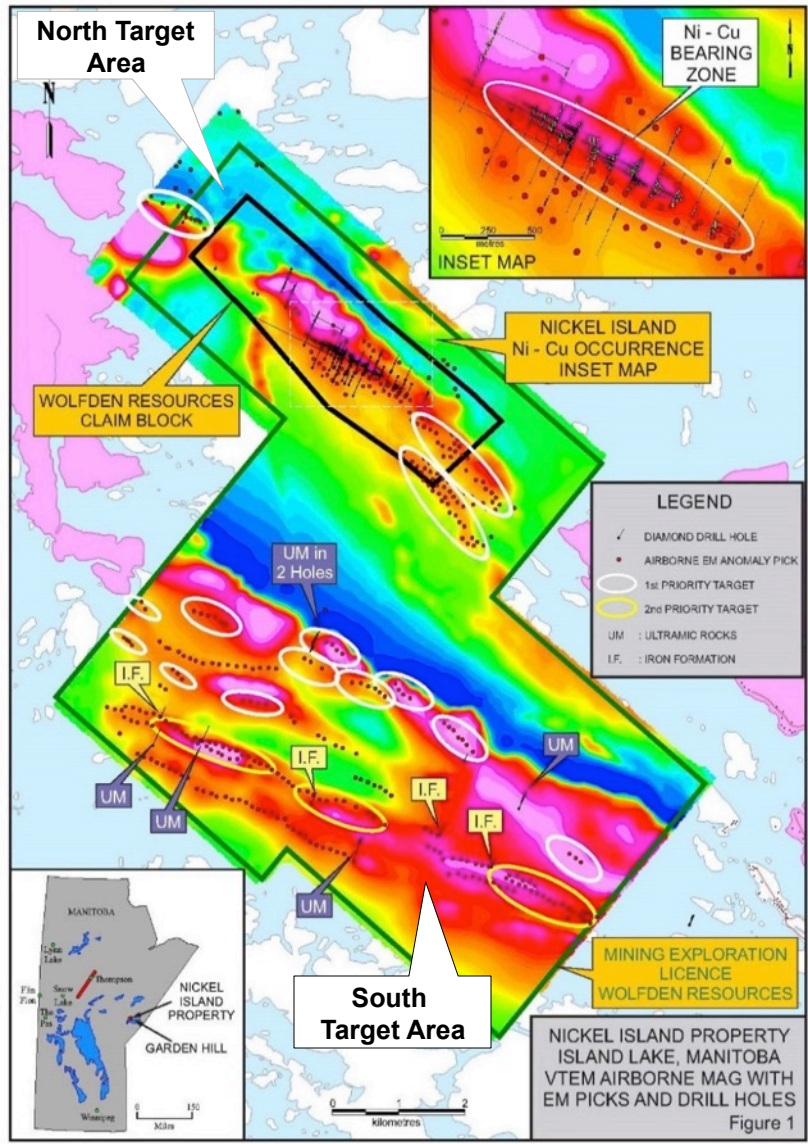 North Target
Area
N
Ni - Cu
BEARING
ZONE
0 250 500
metres
INSET MAP
NICKEL ISLAND
Ni - Cu OCCURRENCE
INSET MAP
WOLFDEN RESOURCES
CLAIM BLOCK
LEGEND
DIAMOND DRILL HOLE
AIRBORNE EM ANOMALY PICK
1st PRIORITY TARGET
2nd PRIORITY TARGET
UM : ULTRAMIC ROCKS
I.F. : IRON FORMATION
UM in
2 Holes
I.F.
UM
UM
I.F.
UM
I.F.
I.F.
UM
South
Target Area
MINING EXPLORATION
LICENCE
WOLFDEN RESOURCES
MANITOBA
Lynn
Lake
Thompson
Flin
Flon
Snow
Lake
The
Pas
NICKEL
ISLAND
PROPERTY
GARDEN HILL
Winnipeg
0 150
Miles
0 1 2
kilometres
NICKEL ISLAND PROPERTY
ISLAND LAKE, MANITOBA
VTEM AIRBORNE MAG WITH
EM PICKS AND DRILL HOLES
Figure 1